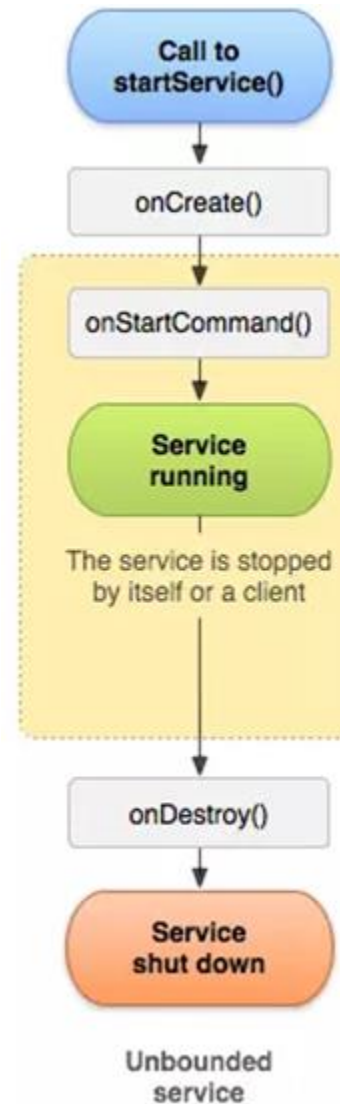 Call to
startService()
onCreate()
onStartCommand()
Service
running
The service is stopped
by itself or a client
onDestroy()
Service
shut down
Unbounded
service